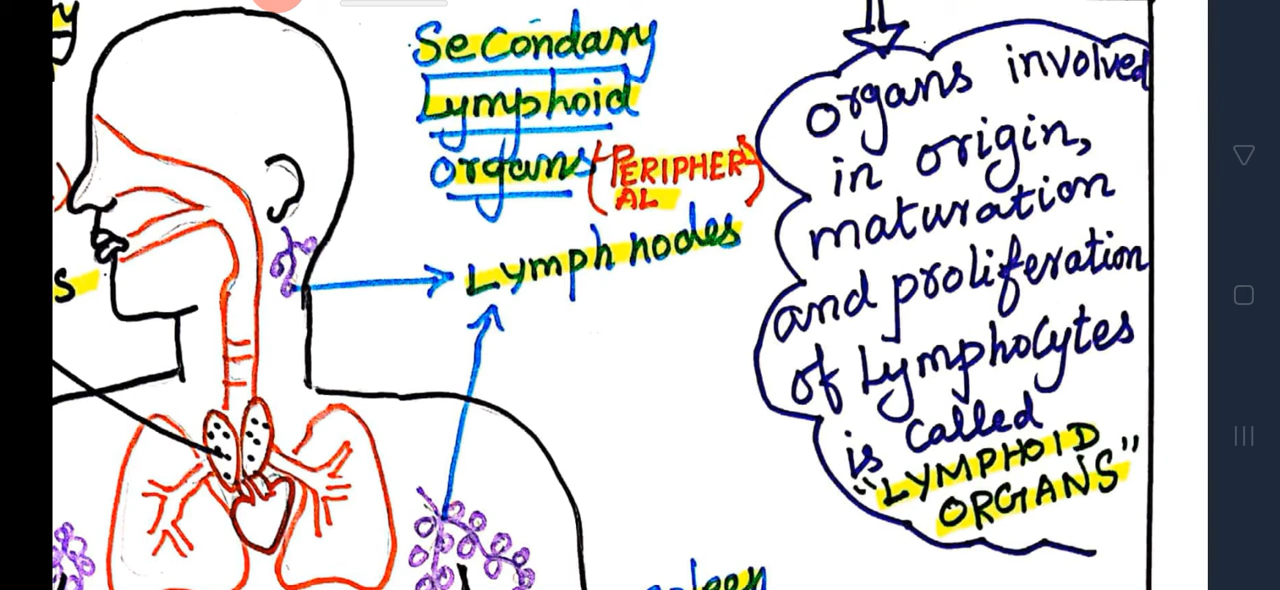 Secondary
Lymphoid
organs (PERIPHER
AL)
Lymph nodes
organs involved
in origin,
maturation
and proliferation
of Lymphocytes
is called
"LYMPHOID
ORGANS"
s